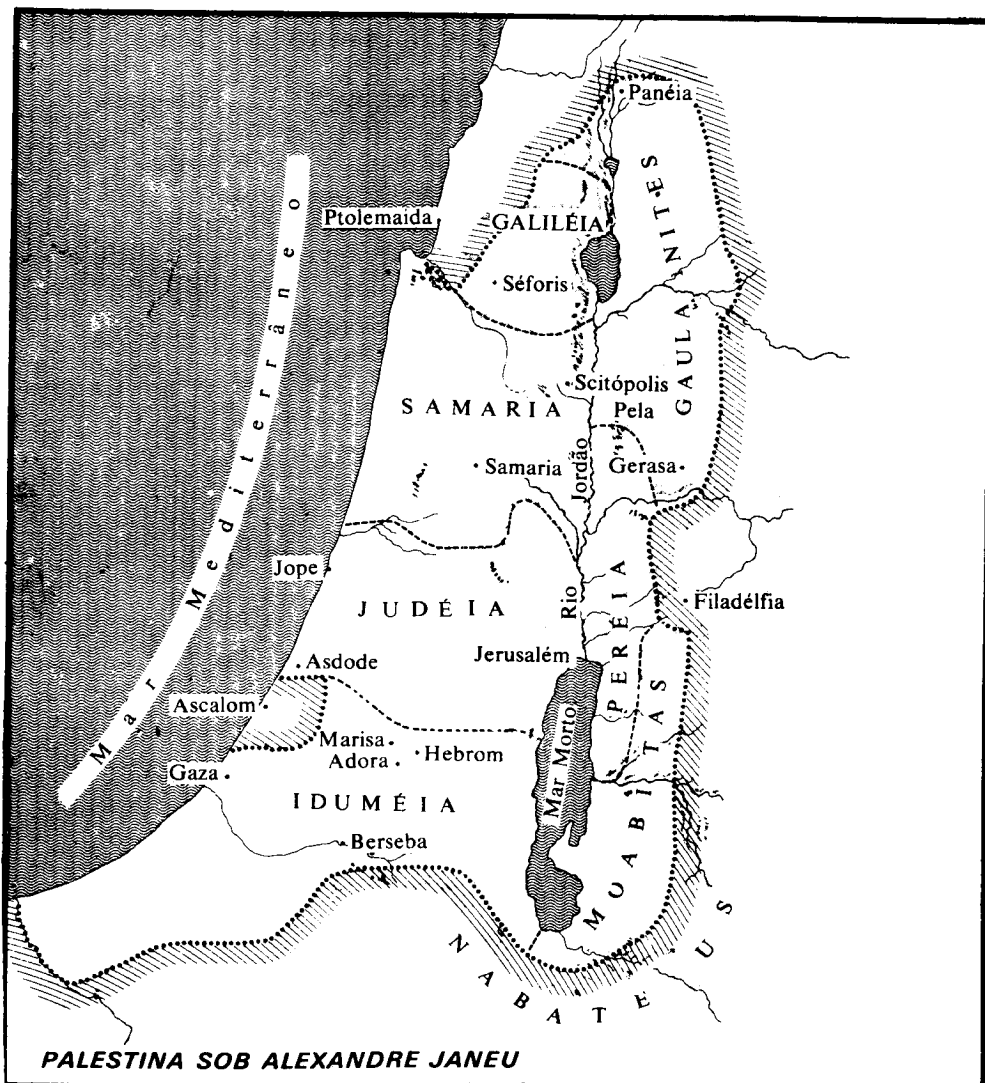 Panéia
Ptolemaida
GALILÉIA
GAULANITES
Séforis
Mar Mediterrâneo
Scitópolis
SAMARIA
Pela
Samaria
Gerasa
Rio Jordão
Jope
JUDÉIA
PERÉIA
Filadélfia
Jerusalém
Asdode
Ascalom
Marisa
Hebrom
Adora
Gaza
Mar Morto
MOABITAS
IDUMÉIA
Berseba
NABATEUS
PALESTINA SOB ALEXANDRE JANEU